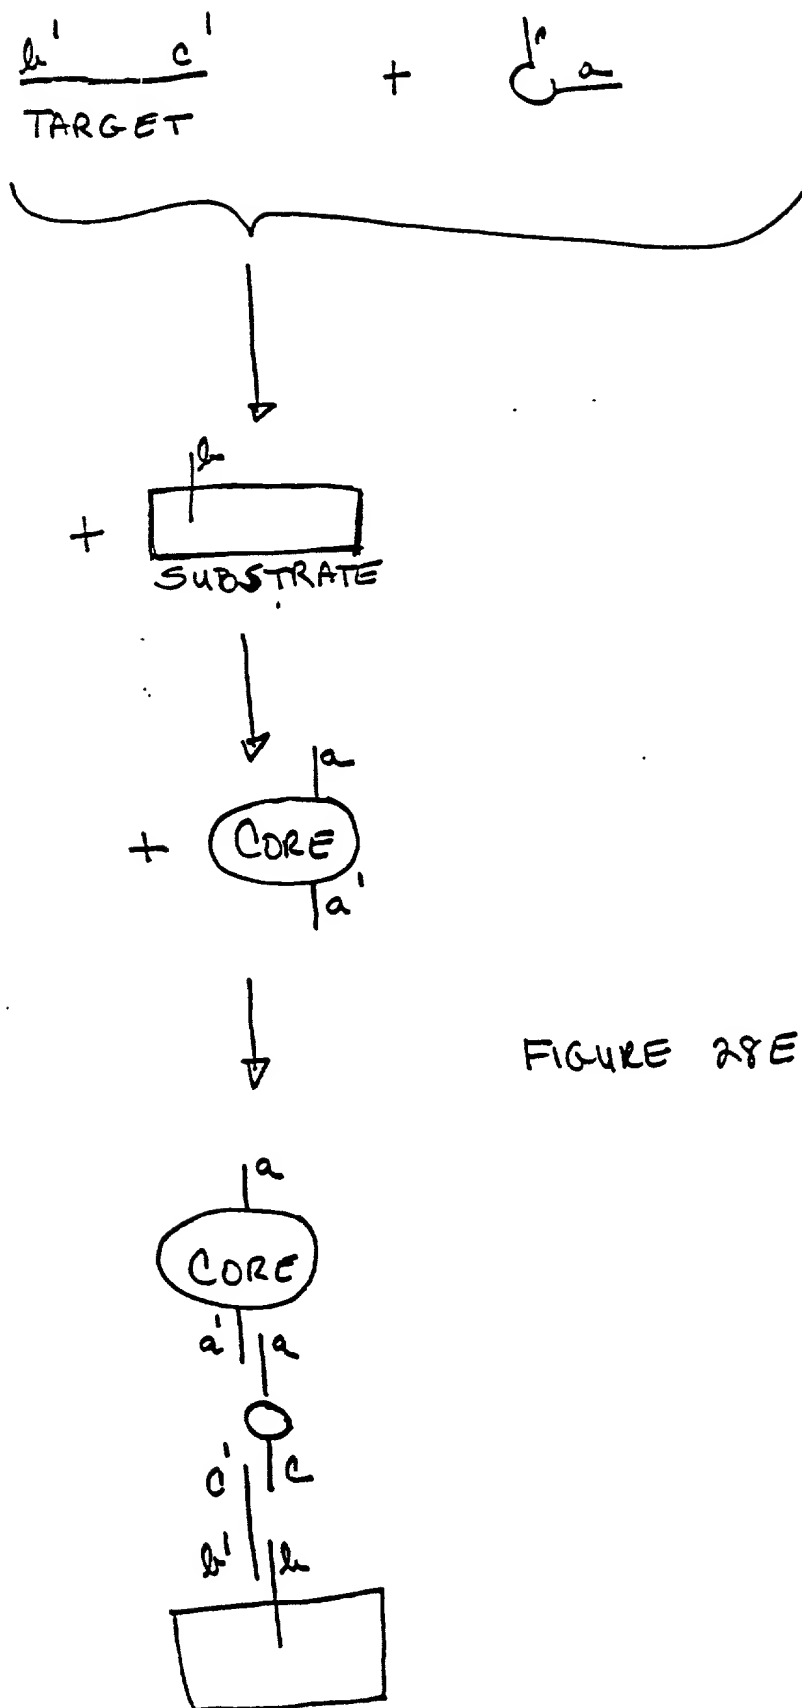 b' c' + c a
TARGET
b
+
SUBSTRATE
a
+ CORE
a'
FIGURE 28E
a
CORE
a' a
c' c
b' b